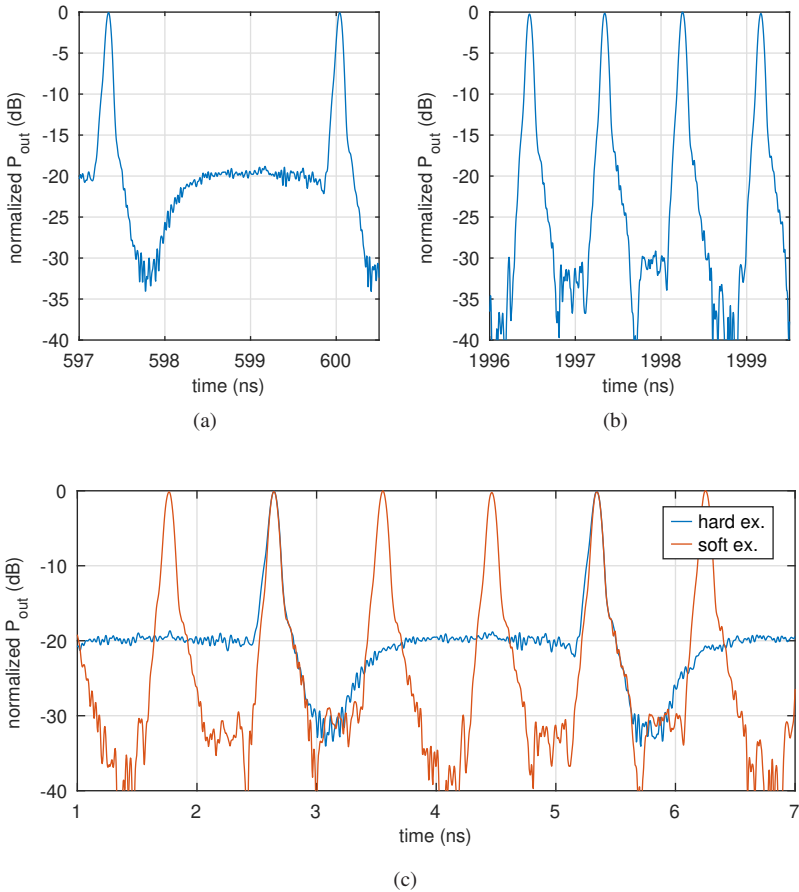 0
-5
-10
-15
-20
-25
-30
-35
-40
normalized P_out (dB)
597 598 599 600
time (ns)
(a)
0
-5
-10
-15
-20
-25
-30
-35
-40
normalized P_out (dB)
1996 1997 1998 1999
time (ns)
(b)
0
-10
-20
-30
-40
normalized P_out (dB)
hard ex.
soft ex.
1 2 3 4 5 6 7
time (ns)
(c)